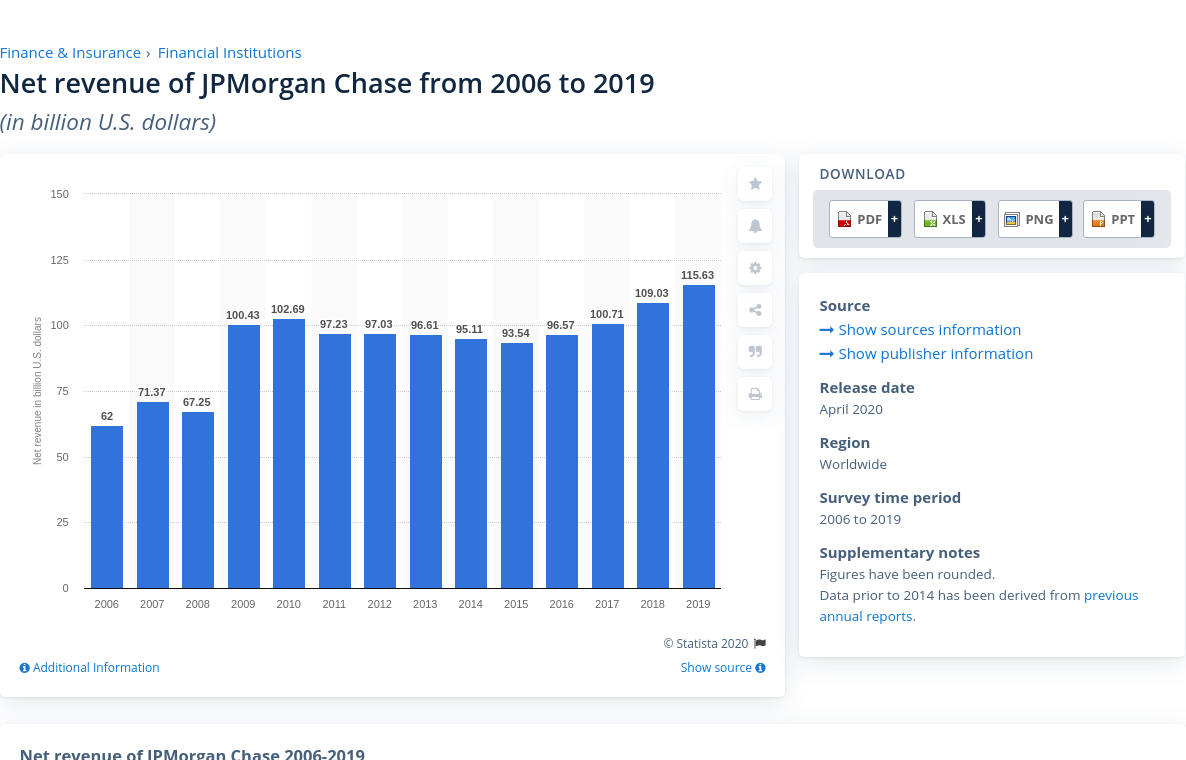 Finance & Insurance › Financial Institutions
Net revenue of JPMorgan Chase from 2006 to 2019
(in billion U.S. dollars)
150
125
100
75
50
25
0
Net revenue in billion U.S. dollars
62
71.37
67.25
100.43
102.69
97.23
97.03
96.61
95.11
93.54
96.57
100.71
109.03
115.63
2006 2007 2008 2009 2010 2011 2012 2013 2014 2015 2016 2017 2018 2019
© Statista 2020
Additional Information
Show source
DOWNLOAD
PDF + XLS + PNG + PPT +
Source
Show sources information
Show publisher information
Release date
April 2020
Region
Worldwide
Survey time period
2006 to 2019
Supplementary notes
Figures have been rounded.
Data prior to 2014 has been derived from previous
annual reports.
Net revenue of JPMorgan Chase 2006-2019